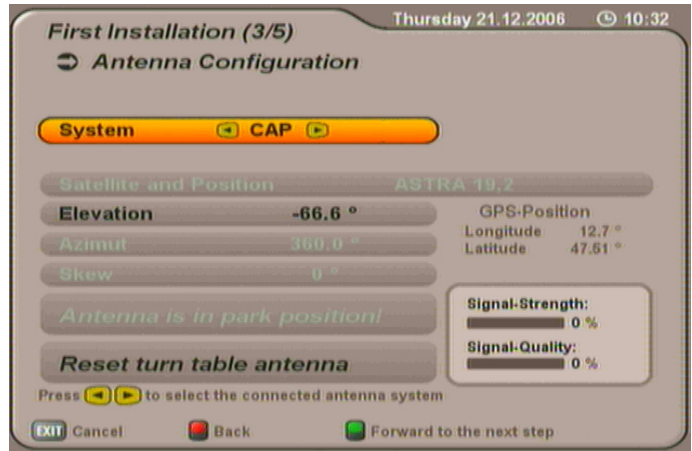 First Installation (3/5)
Thursday 21.12.2006 10:32
Antenna Configuration
System CAP
Satellite and Position ASTRA 19,2
Elevation -66.6 °
GPS-Position
Longitude 12.7 °
Azimut 360.0 °
Latitude 47.61 °
Skew 0 °
Antenna is in park position!
Signal-Strength:
0 %
Signal-Quality:
0 %
Reset turn table antenna
Press to select the connected antenna system
EXIT Cancel Back Forward to the next step